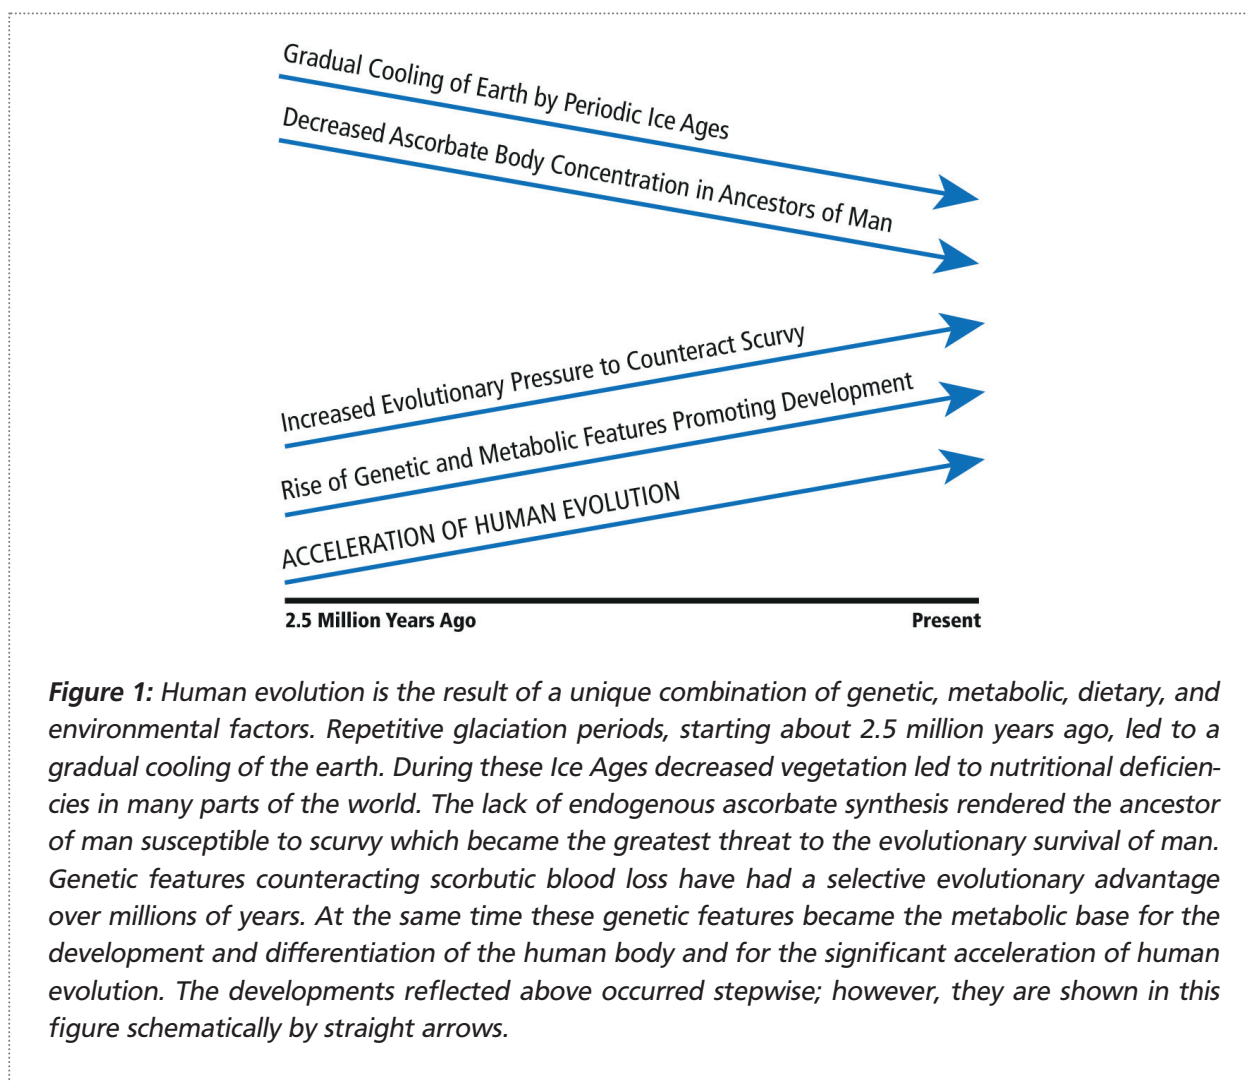 Gradual Cooling of Earth by Periodic Ice Ages
Decreased Ascorbate Body Concentration in Ancestors of Man
Increased Evolutionary Pressure to Counteract Scurvy
Rise of Genetic and Metabolic Features Promoting Development
ACCELERATION OF HUMAN EVOLUTION
2.5 Million Years Ago
Present
Figure 1: Human evolution is the result of a unique combination of genetic, metabolic, dietary, and
environmental factors. Repetitive glaciation periods, starting about 2.5 million years ago, led to a
gradual cooling of the earth. During these Ice Ages decreased vegetation led to nutritional deficien-
cies in many parts of the world. The lack of endogenous ascorbate synthesis rendered the ancestor
of man susceptible to scurvy which became the greatest threat to the evolutionary survival of man.
Genetic features counteracting scorbutic blood loss have had a selective evolutionary advantage
over millions of years. At the same time these genetic features became the metabolic base for the
development and differentiation of the human body and for the significant acceleration of human
evolution. The developments reflected above occurred stepwise; however, they are shown in this
figure schematically by straight arrows.